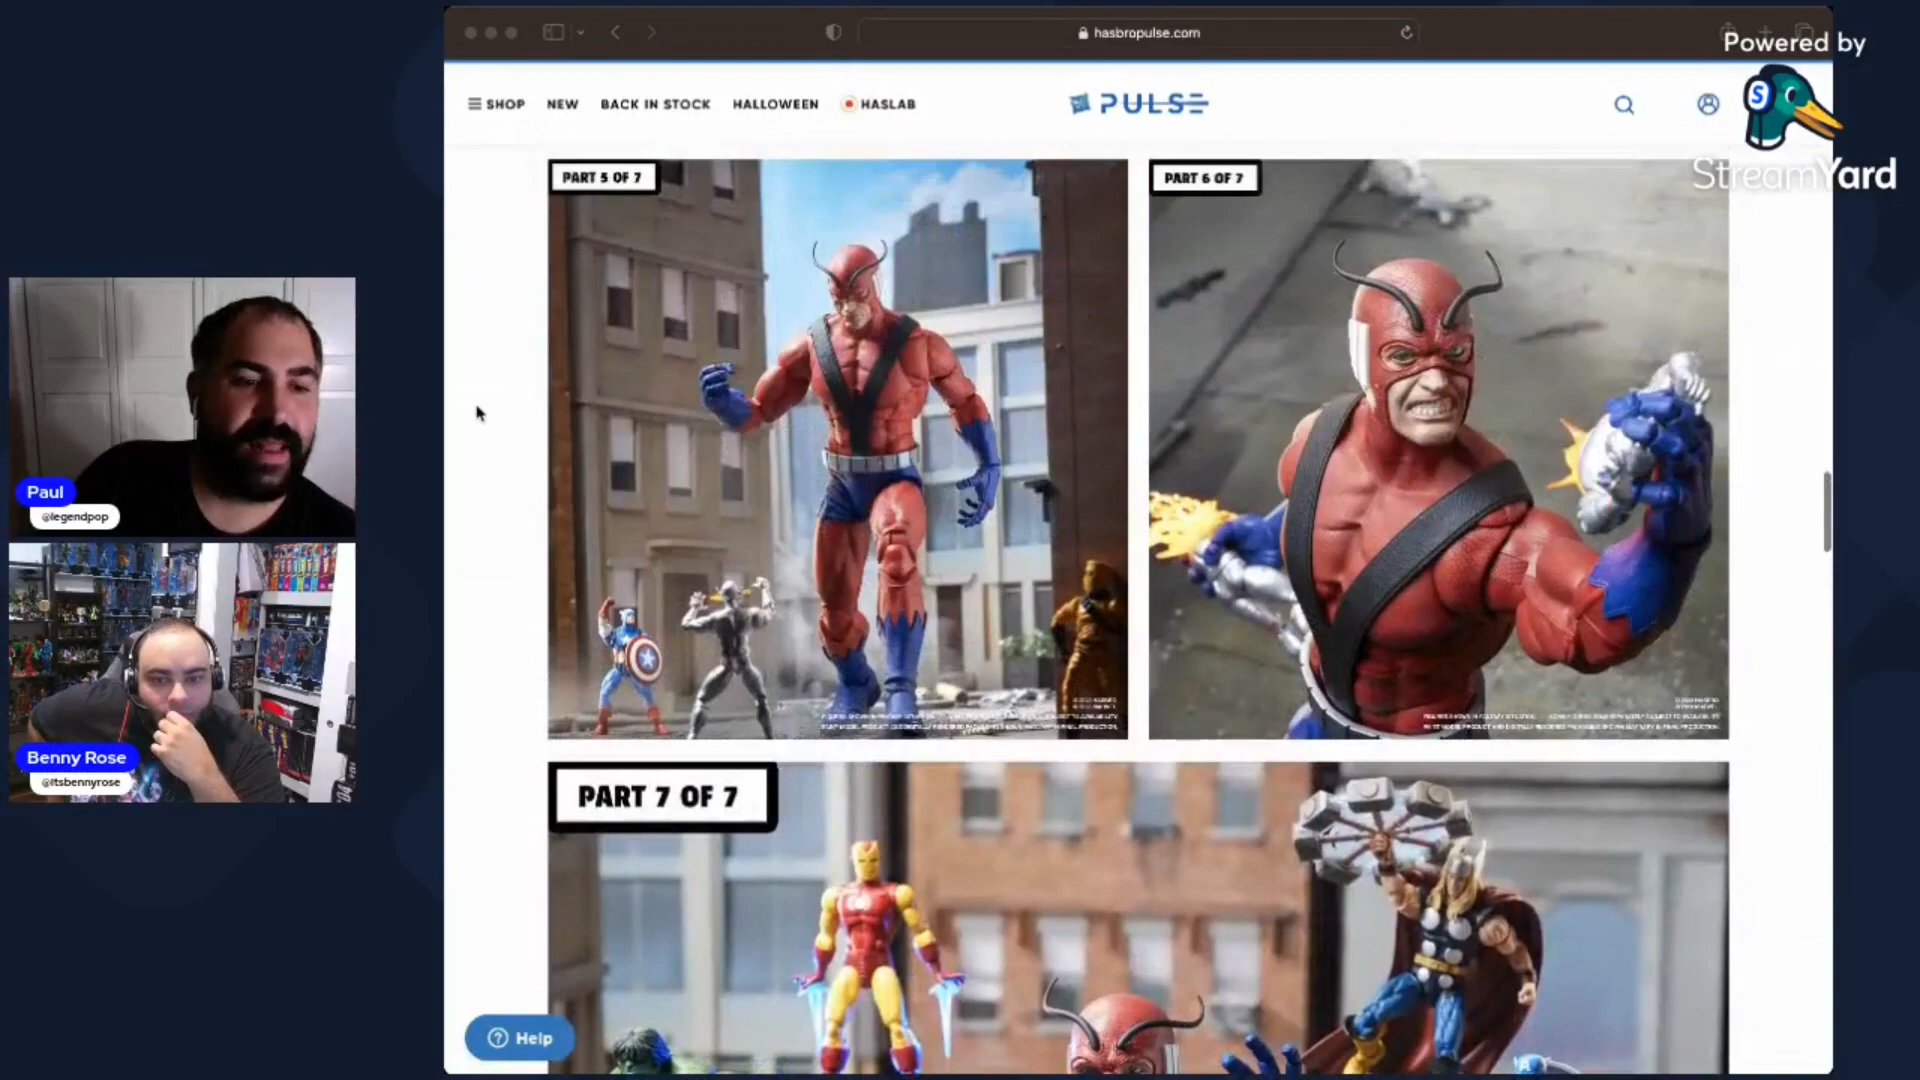 hasbropulse.com
Powered by
StreamYard
SHOP
NEW
BACK IN STOCK
HALLOWEEN
HASLAB
PULSE
PART 5 OF 7
PART 6 OF 7
Paul
@legendpop
Benny Rose
@itsbennyrose
PART 7 OF 7
Help